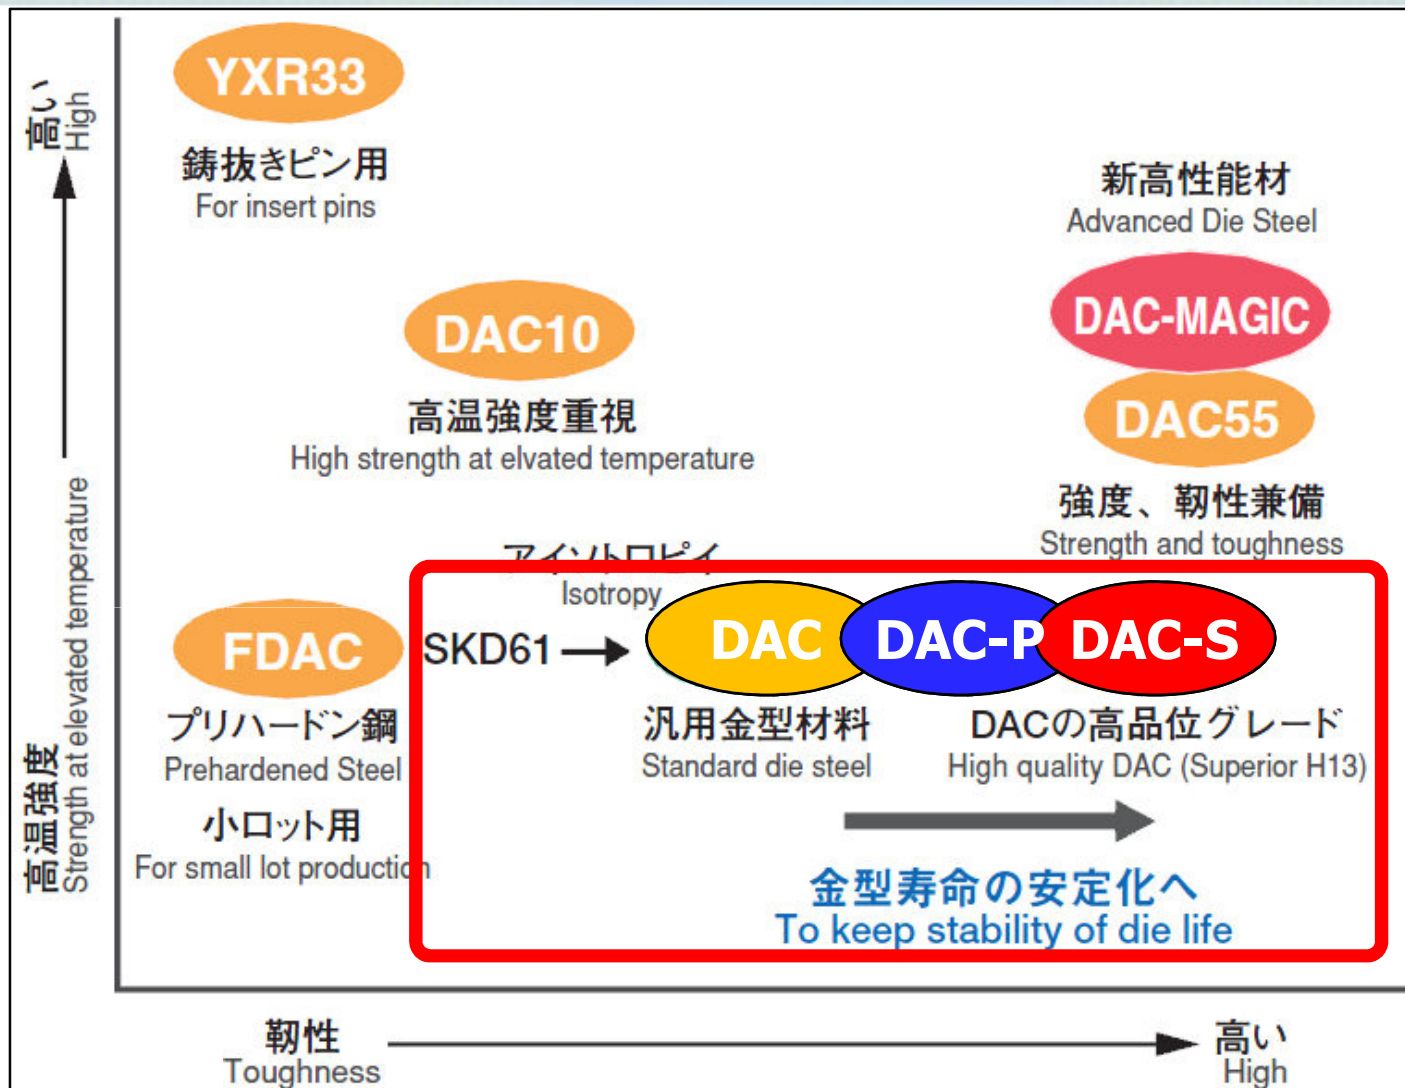 YXR33
鋳抜きピン用
For insert pins
新高性能材
Advanced Die Steel
DAC-MAGIC
DAC10
高温強度重視
High strength at elvated temperature
DAC55
強度、靭性兼備
Strength and toughness
アイソトロピイ
Isotropy
FDAC
SKD61
DAC
DAC-P
DAC-S
プリハードン鋼
Prehardened Steel
小ロット用
For small lot production
汎用金型材料
Standard die steel
DACの高品位グレード
High quality DAC (Superior H13)
金型寿命の安定化へ
To keep stability of die life
高い
High
高温強度
Strength at elevated temperature
靭性
Toughness
高い
High